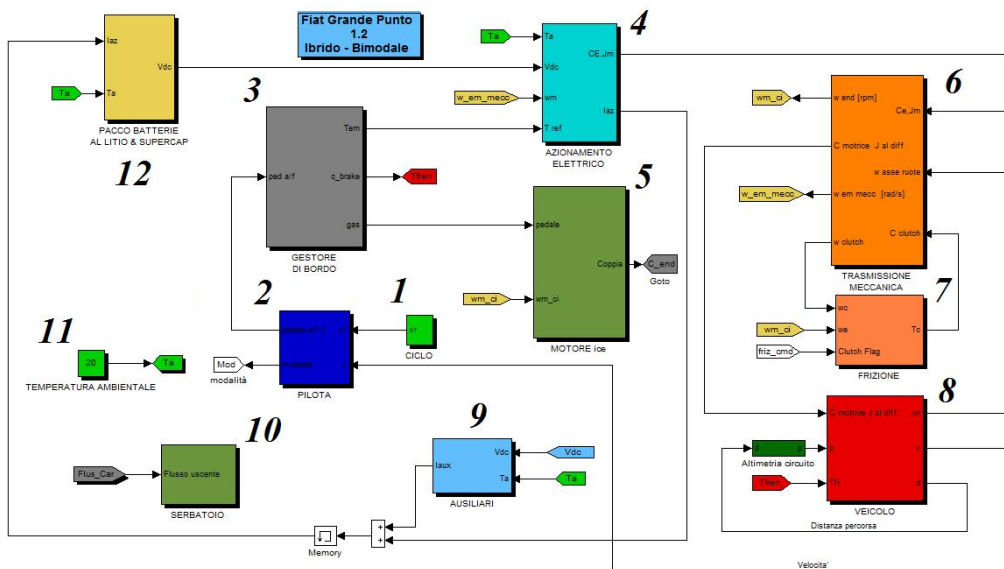 Iaz
Vdc
Ta
Ta
PACCO BATTERIE
AL LITIO & SUPERCAP
12
Fiat Grande Punto
1.2
Ibrido - Bimodale
4
Ta
Ta
CE,Jm
Vdc
w_em_mecc
wm
Iaz
T ref
AZIONAMENTO
ELETTRICO
3
Tem
ped a/f
c_brake
Tfren
gas
GESTORE
DI BORDO
5
pedale
Coppia
C_end
Goto
wm_ci
wm_ci
MOTORE ice
6
wm_ci
w end [rpm]
Ce,Jm
C motrice J al diff
w asse ruote
w_em_mecc
w em mecc. [rad/s]
C clutch
w clutch
TRASMISSIONE
MECCANICA
7
wc
wm_ci
we
Tc
friz_cmd
Clutch Flag
FRIZIONE
2
1
vr
CICLO
Mod
modalità
PILOTA
11
20
Ta
TEMPERATURA AMBIENTALE
10
Flus_Car
Flusso uscente
SERBATOIO
9
Vdc
Vdc
Iaux
Ta
Ta
AUSILIARI
Memory
+
+
8
C motrice J al diff
wr
Altimetria circuito
p
v
Tfren
Tfr
d
VEICOLO
Distanza percorsa
Velocita'